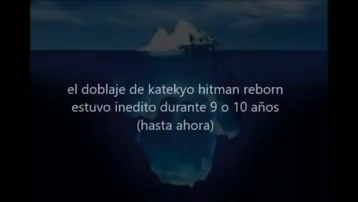 el doblaje de katekyo hitman reborn
estuvo inedito durante 9 o 10 años
(hasta ahora)